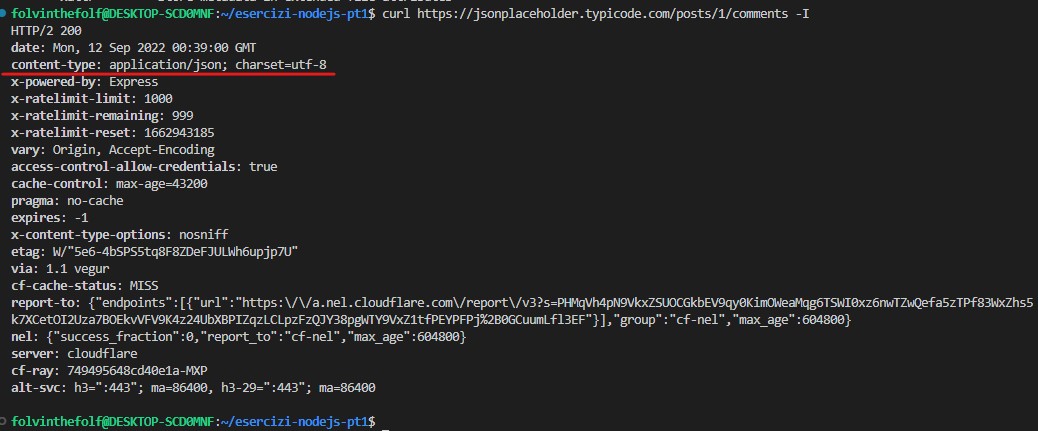 folvinthefolf@DESKTOP-SCD0MNF:~/esercizi-nodejs-pt1$ curl https://jsonplaceholder.typicode.com/posts/1/comments -I
HTTP/2 200
date: Mon, 12 Sep 2022 00:39:00 GMT
content-type: application/json; charset=utf-8
x-powered-by: Express
x-ratelimit-limit: 1000
x-ratelimit-remaining: 999
x-ratelimit-reset: 1662943185
vary: Origin, Accept-Encoding
access-control-allow-credentials: true
cache-control: max-age=43200
pragma: no-cache
expires: -1
x-content-type-options: nosniff
etag: W/"5e6-4bSPS5tq8F8ZDeFJULWh6upjp7U"
via: 1.1 vegur
cf-cache-status: MISS
report-to: {"endpoints":[{"url":"https:\/\/a.nel.cloudflare.com\/report\/v3?s=PHMqVh4pN9VkxZSUOCGkbEV9qy0KimOWeaMqg6TSWI0xz6nwTZwQefa5zTPf83WxZhs5
k7XCetOI2Uza7BOEkvVFV9K4z24UbXBPIZqzLCLpzFzQJY38pgWTY9VxZ1tfPEYPFPj%2B0GCuumLfl3EF"}],"group":"cf-nel","max_age":604800}
nel: {"success_fraction":0,"report_to":"cf-nel","max_age":604800}
server: cloudflare
cf-ray: 749495648cd40e1a-MXP
alt-svc: h3=":443"; ma=86400, h3-29=":443"; ma=86400
folvinthefolf@DESKTOP-SCD0MNF:~/esercizi-nodejs-pt1$